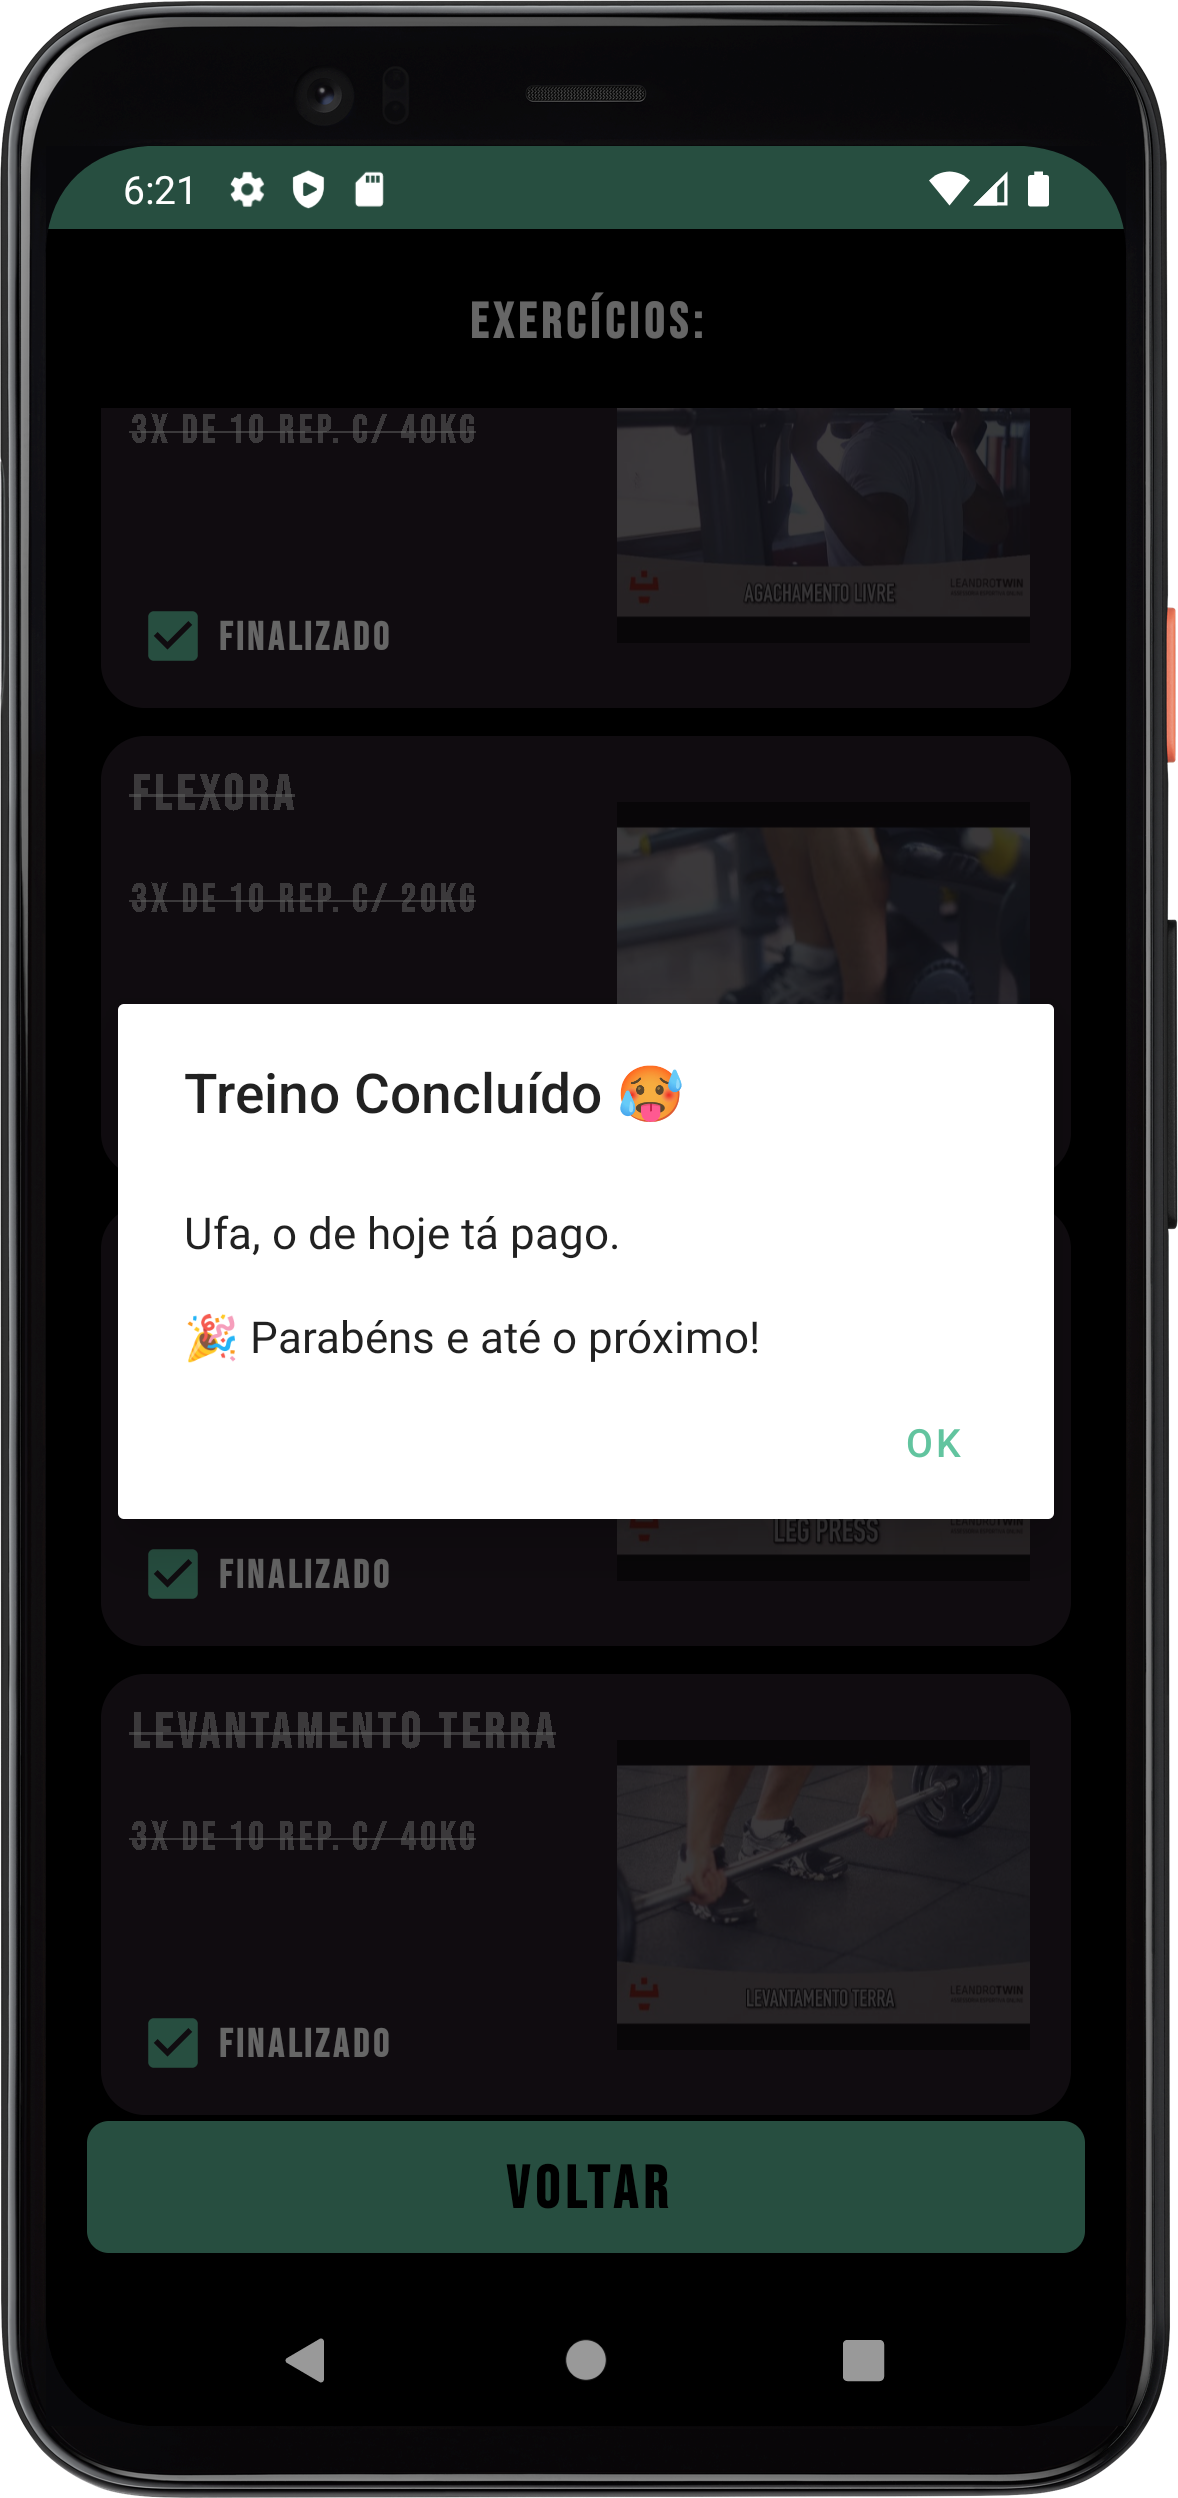 6:21
EXERCÍCIOS:
3X DE 10 REP. C/ 40KG
AGACHAMENTO LIVRE
LEANDROTWIN
FINALIZADO
FLEXORA
3X DE 10 REP. C/ 20KG
Treino Concluído 🥵
Ufa, o de hoje tá pago.
🎉 Parabéns e até o próximo!
OK
LEG PRESS
FINALIZADO
LEVANTAMENTO TERRA
3X DE 10 REP. C/ 40KG
LEVANTAMENTO TERRA
LEANDROTWIN
FINALIZADO
VOLTAR